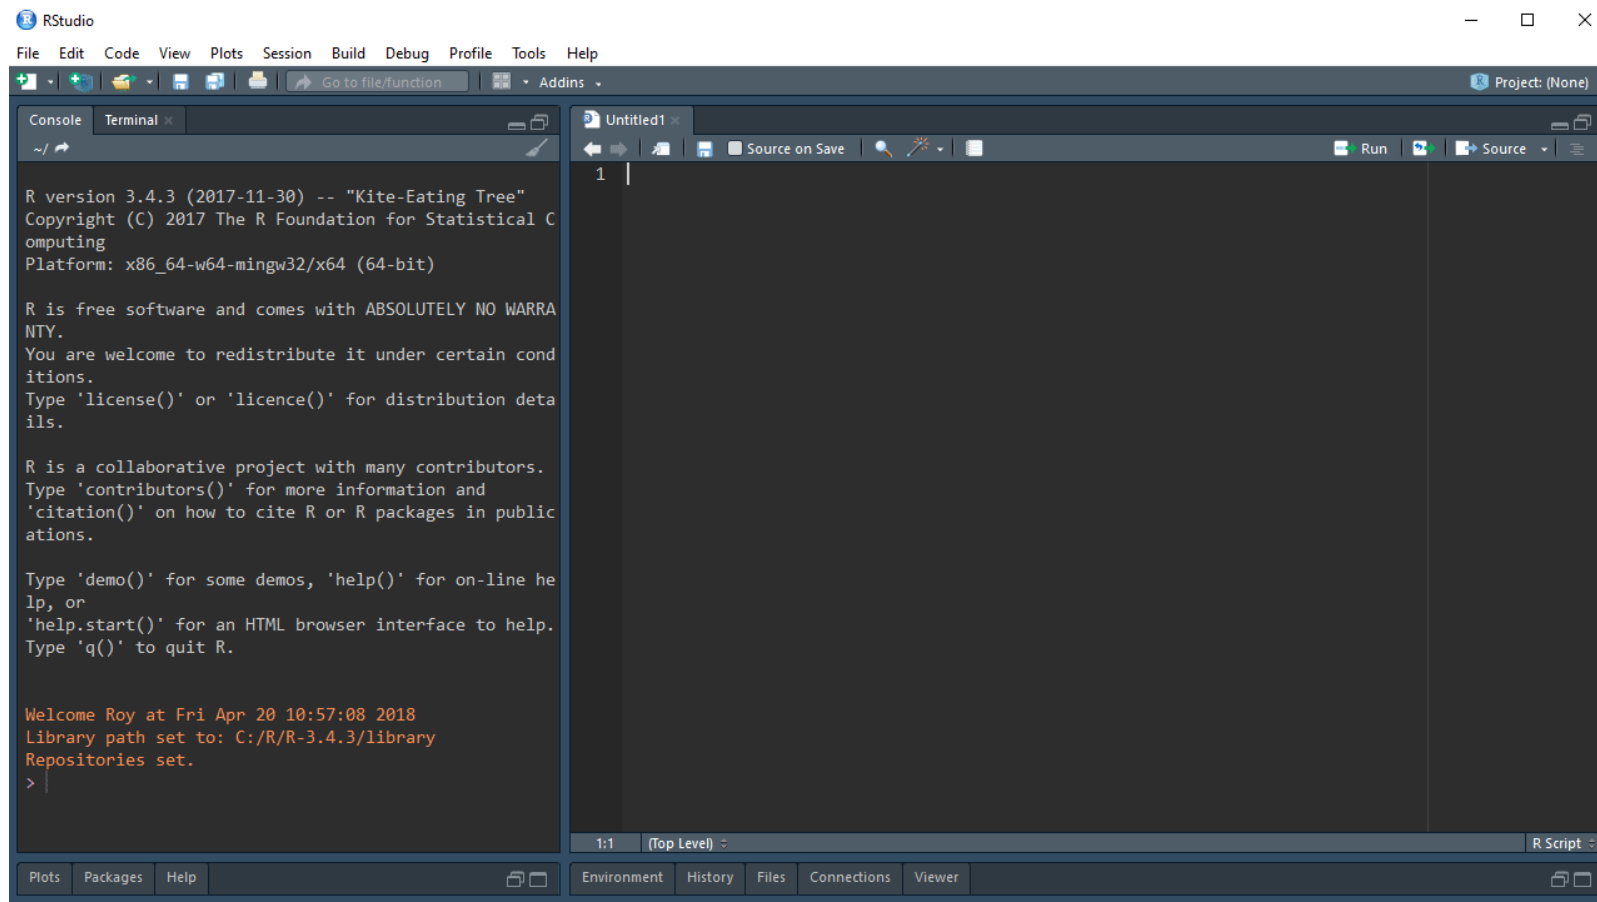 RStudio
File Edit Code View Plots Session Build Debug Profile Tools Help
Go to file/function Addins Project: (None)
Console Terminal
~/
R version 3.4.3 (2017-11-30) -- "Kite-Eating Tree"
Copyright (C) 2017 The R Foundation for Statistical C
omputing
Platform: x86_64-w64-mingw32/x64 (64-bit)
R is free software and comes with ABSOLUTELY NO WARRA
NTY.
You are welcome to redistribute it under certain cond
itions.
Type 'license()' or 'licence()' for distribution deta
ils.
R is a collaborative project with many contributors.
Type 'contributors()' for more information and
'citation()' on how to cite R or R packages in public
ations.
Type 'demo()' for some demos, 'help()' for on-line he
lp, or
'help.start()' for an HTML browser interface to help.
Type 'q()' to quit R.
Welcome Roy at Fri Apr 20 10:57:08 2018
Library path set to: C:/R/R-3.4.3/library
Repositories set.
>
Untitled1
Source on Save Run Source
1
1:1 (Top Level) R Script
Plots Packages Help
Environment History Files Connections Viewer